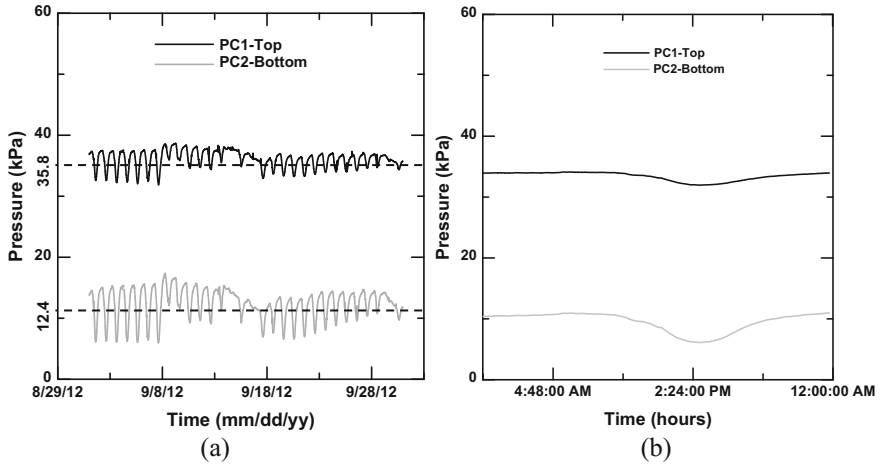 60
PC1-Top
PC2-Bottom
40
35.8
20
12.4
0
Pressure (kPa)
8/29/12 9/8/12 9/18/12 9/28/12
Time (mm/dd/yy)
(a)
60
PC1-Top
PC2-Bottom
40
20
0
Pressure (kPa)
4:48:00 AM 2:24:00 PM 12:00:00 AM
Time (hours)
(b)